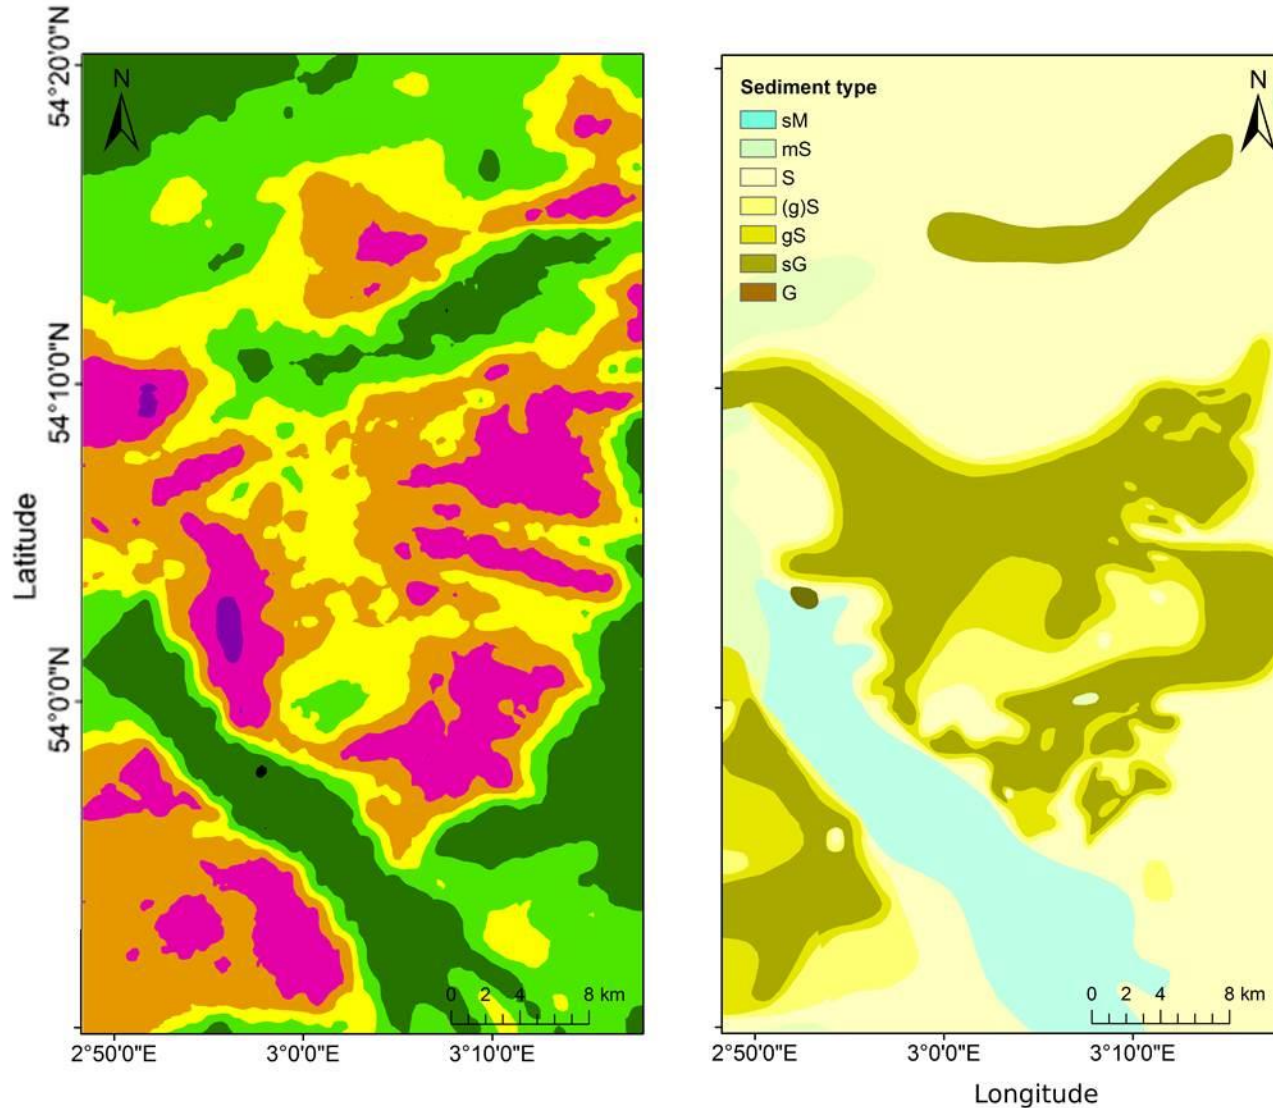 54°20'0"N
54°10'0"N
54°0'0"N
Latitude
N
0 2 4 8 km
2°50'0"E 3°0'0"E 3°10'0"E
Sediment type
sM
mS
S
(g)S
gS
sG
G
N
0 2 4 8 km
2°50'0"E 3°0'0"E 3°10'0"E
Longitude